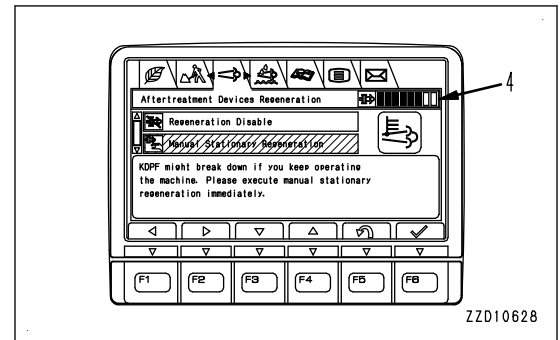 4
Aftertreatment Devices Regeneration
Regeneration Disable
Manual Stationary Regeneration
KDPF might break down if you keep operating
the machine. Please execute manual stationary
regeneration immediately.
F1 F2 F3 F4 F5 F6
ZZD10628